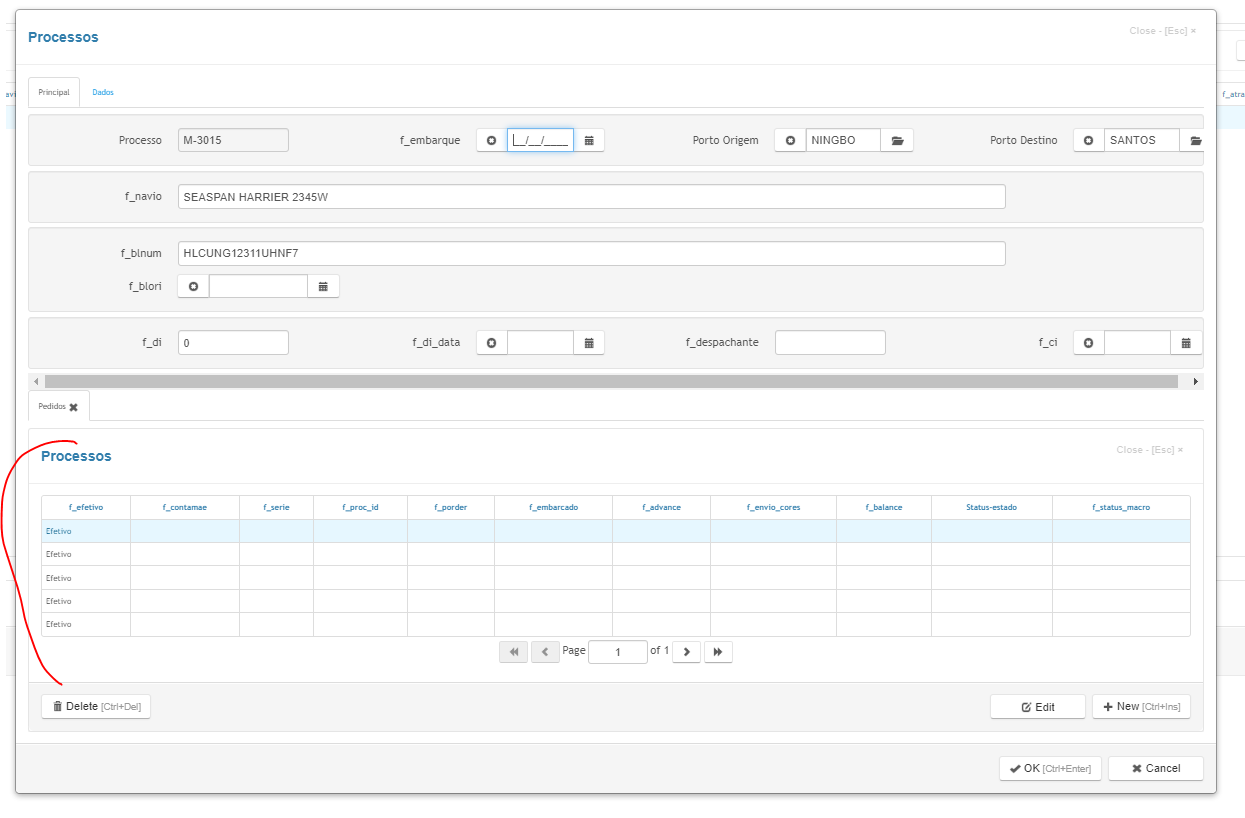 Processos
Close - [Esc] ×
Principal
Dados
avi
f_atra
Processo M-3015 f_embarque __/__/____ Porto Origem NINGBO Porto Destino SANTOS
f_navio SEASPAN HARRIER 2345W
f_blnum HLCUNG12311UHNF7
f_blori
f_di 0 f_di_data f_despachante f_ci
Pedidos
Processos
Close - [Esc] ×
f_efetivo f_contamae f_serie f_proc_id f_porder f_embarcado f_advance f_envio_cores f_balance Status-estado f_status_macro
Efetivo
Efetivo
Efetivo
Efetivo
Efetivo
Page 1 of 1
Delete [Ctrl+Del] Edit New [Ctrl+Ins]
OK [Ctrl+Enter] Cancel